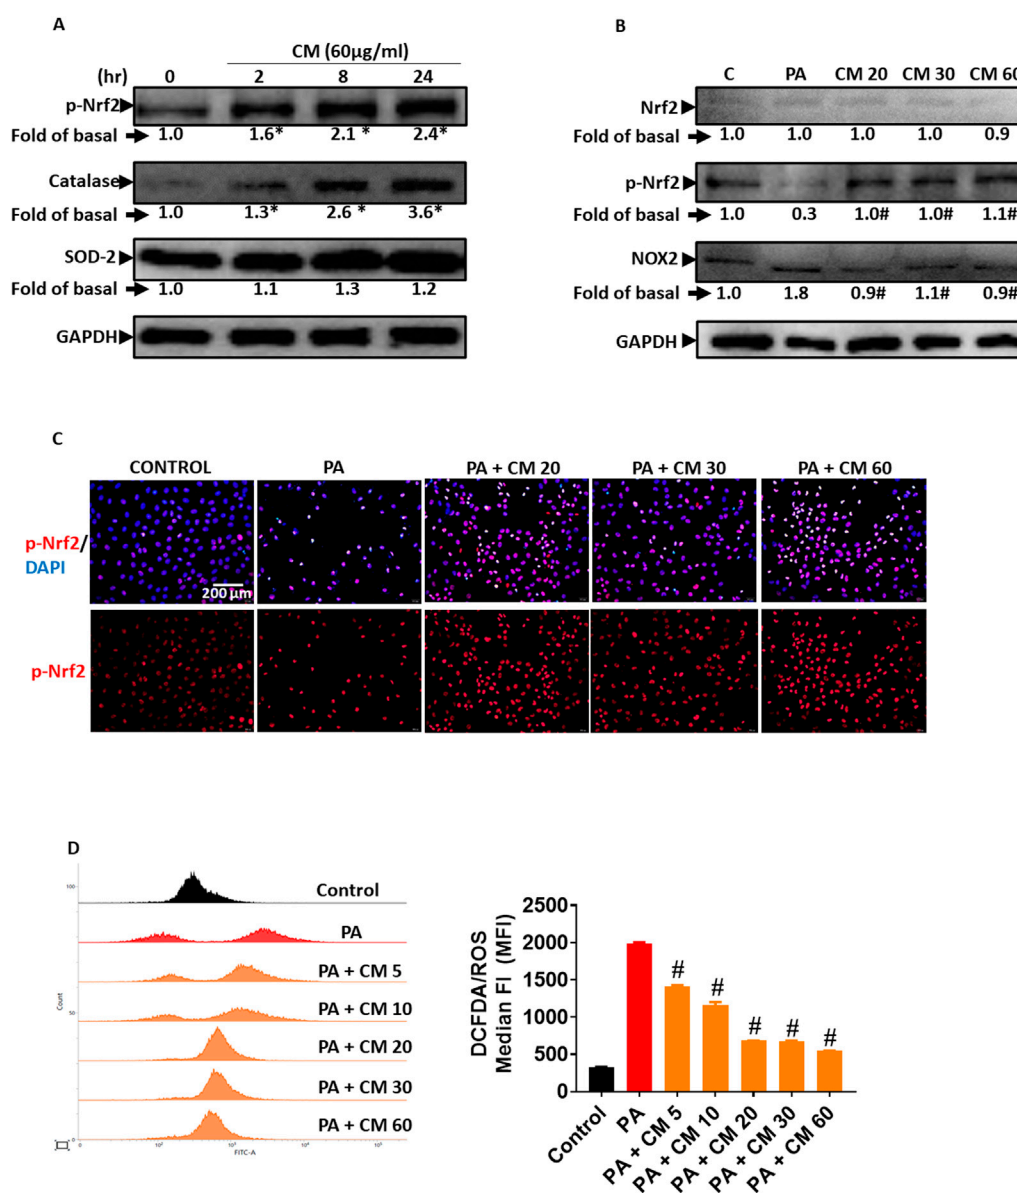 A
CM (60µg/ml)
(hr) 0 2 8 24
p-Nrf2
Fold of basal 1.0 1.6* 2.1* 2.4*
Catalase
Fold of basal 1.0 1.3* 2.6* 3.6*
SOD-2
Fold of basal 1.0 1.1 1.3 1.2
GAPDH
B
C PA CM 20 CM 30 CM 60
Nrf2
Fold of basal 1.0 1.0 1.0 1.0 0.9
p-Nrf2
Fold of basal 1.0 0.3 1.0# 1.0# 1.1#
NOX2
Fold of basal 1.0 1.8 0.9# 1.1# 0.9#
GAPDH
C
CONTROL PA PA + CM 20 PA + CM 30 PA + CM 60
p-Nrf2/
DAPI
200 µm
p-Nrf2
D
Control
PA
PA + CM 5
PA + CM 10
PA + CM 20
PA + CM 30
PA + CM 60
Count
100
50
0
0 10² 10³ 10⁴ 10⁵
FITC-A
DCFDA/ROS
Median FI (MFI)
2500
2000
1500
1000
500
0
# # # # #
Control PA PA + CM 5 PA + CM 10 PA + CM 20 PA + CM 30 PA + CM 60